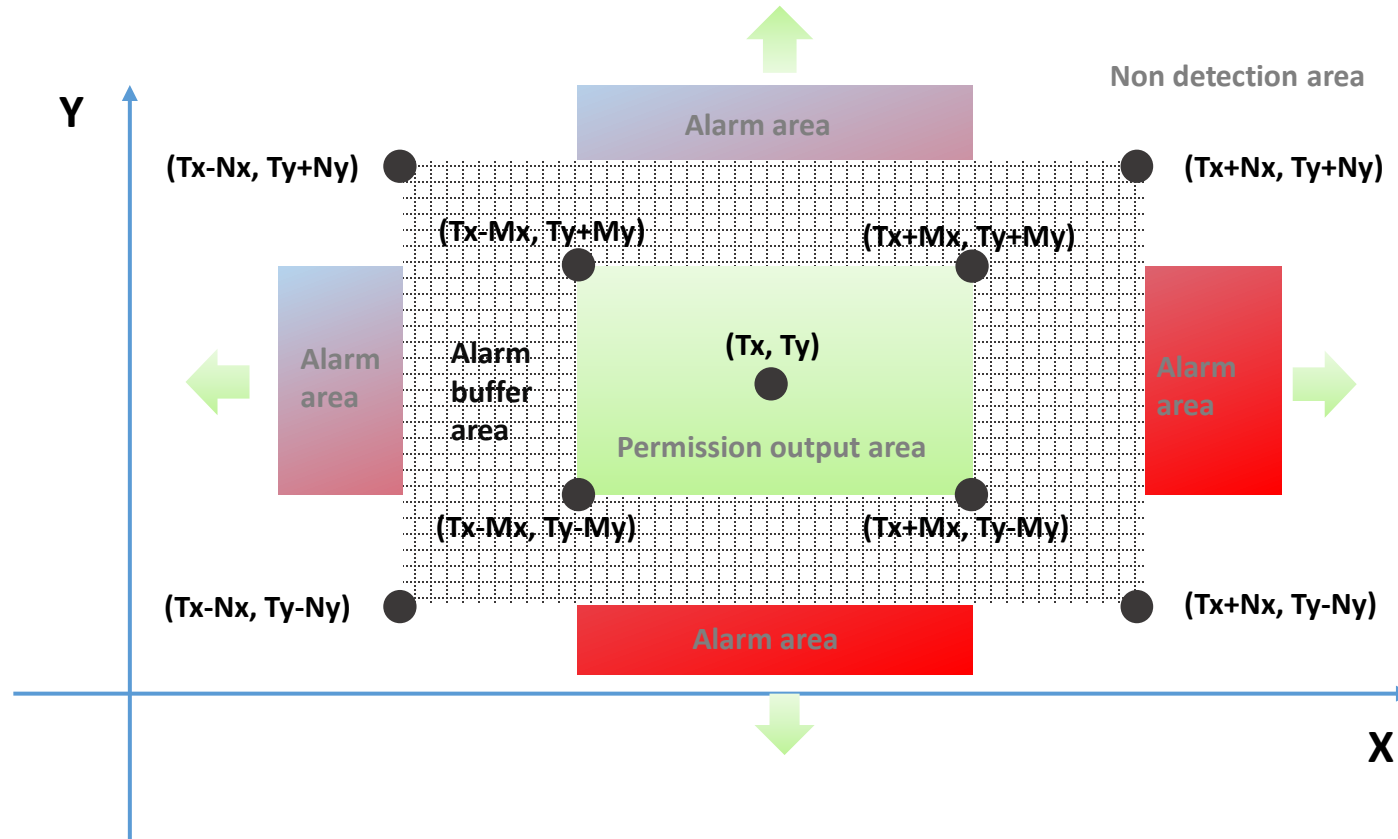 Non detection area
Y
Alarm area
(Tx-Nx, Ty+Ny)
(Tx+Nx, Ty+Ny)
(Tx-Mx, Ty+My)
(Tx+Mx, Ty+My)
(Tx, Ty)
Alarm
area
Alarm
buffer
area
Alarm
area
Permission output area
(Tx-Mx, Ty-My)
(Tx+Mx, Ty-My)
(Tx-Nx, Ty-Ny)
(Tx+Nx, Ty-Ny)
Alarm area
X